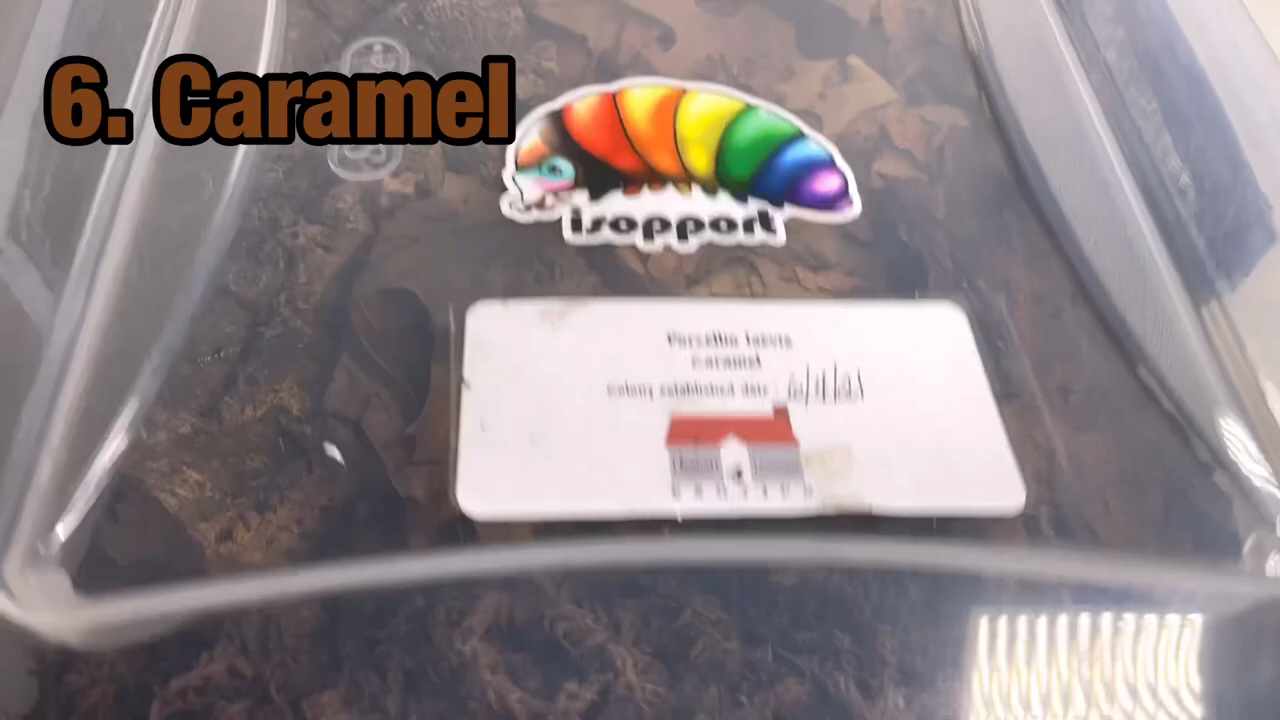 6. Caramel
isopport
Porcellio laevis
Caramel
Colony established date: